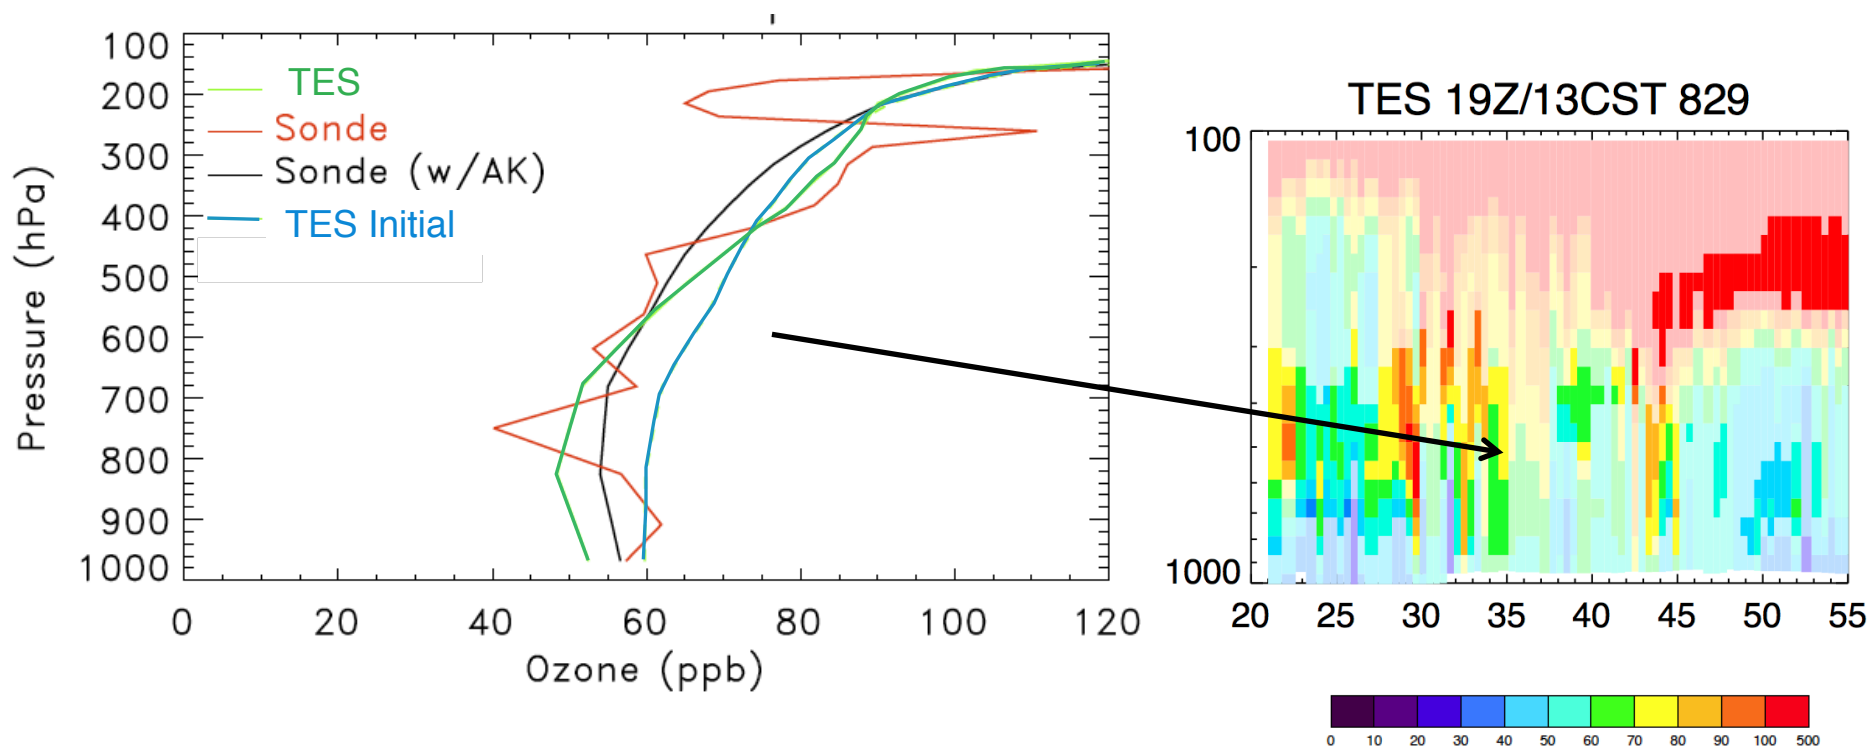 TES
Sonde
Sonde (w/AK)
TES Initial
100
200
300
400
500
600
700
800
900
1000
Pressure (hPa)
0 20 40 60 80 100 120
Ozone (ppb)
TES 19Z/13CST 829
100
1000
20 25 30 35 40 45 50 55
0 10 20 30 40 50 60 70 80 90 100 500